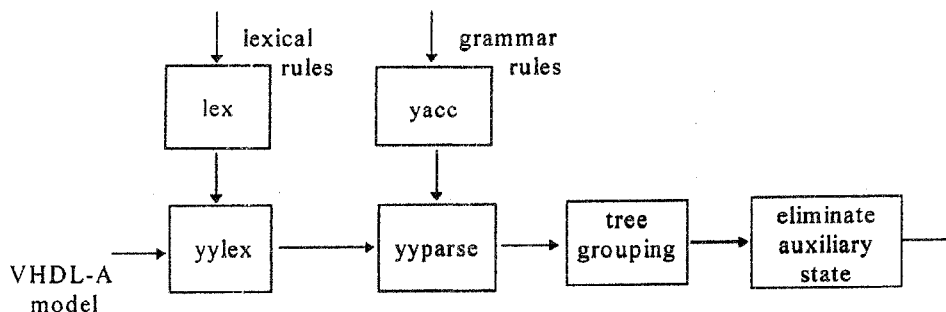 lexical
rules
grammar
rules
lex
yacc
yylex
yyparse
tree
grouping
eliminate
auxiliary
state
VHDL-A
model